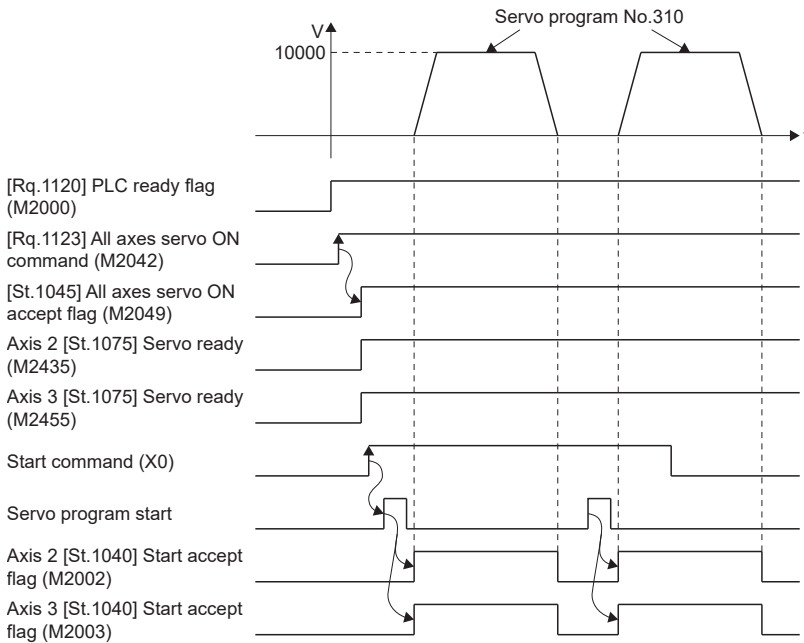 Servo program No.310
V
10000
[Rq.1120] PLC ready flag
(M2000)
[Rq.1123] All axes servo ON
command (M2042)
[St.1045] All axes servo ON
accept flag (M2049)
Axis 2 [St.1075] Servo ready
(M2435)
Axis 3 [St.1075] Servo ready
(M2455)
Start command (X0)
Servo program start
Axis 2 [St.1040] Start accept
flag (M2002)
Axis 3 [St.1040] Start accept
flag (M2003)